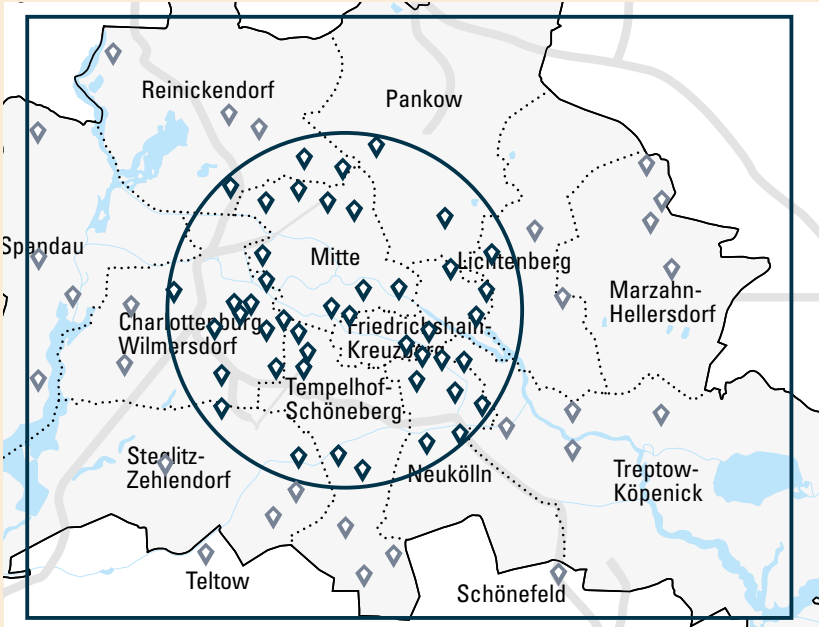 Reinickendorf
Pankow
Spandau
Mitte
Lichtenberg
Marzahn-
Hellersdorf
Charlottenburg
Wilmersdorf
Friedrichshain-
Kreuzberg
Tempelhof-
Schöneberg
Steglitz-
Zehlendorf
Neukölln
Treptow-
Köpenick
Teltow
Schönefeld